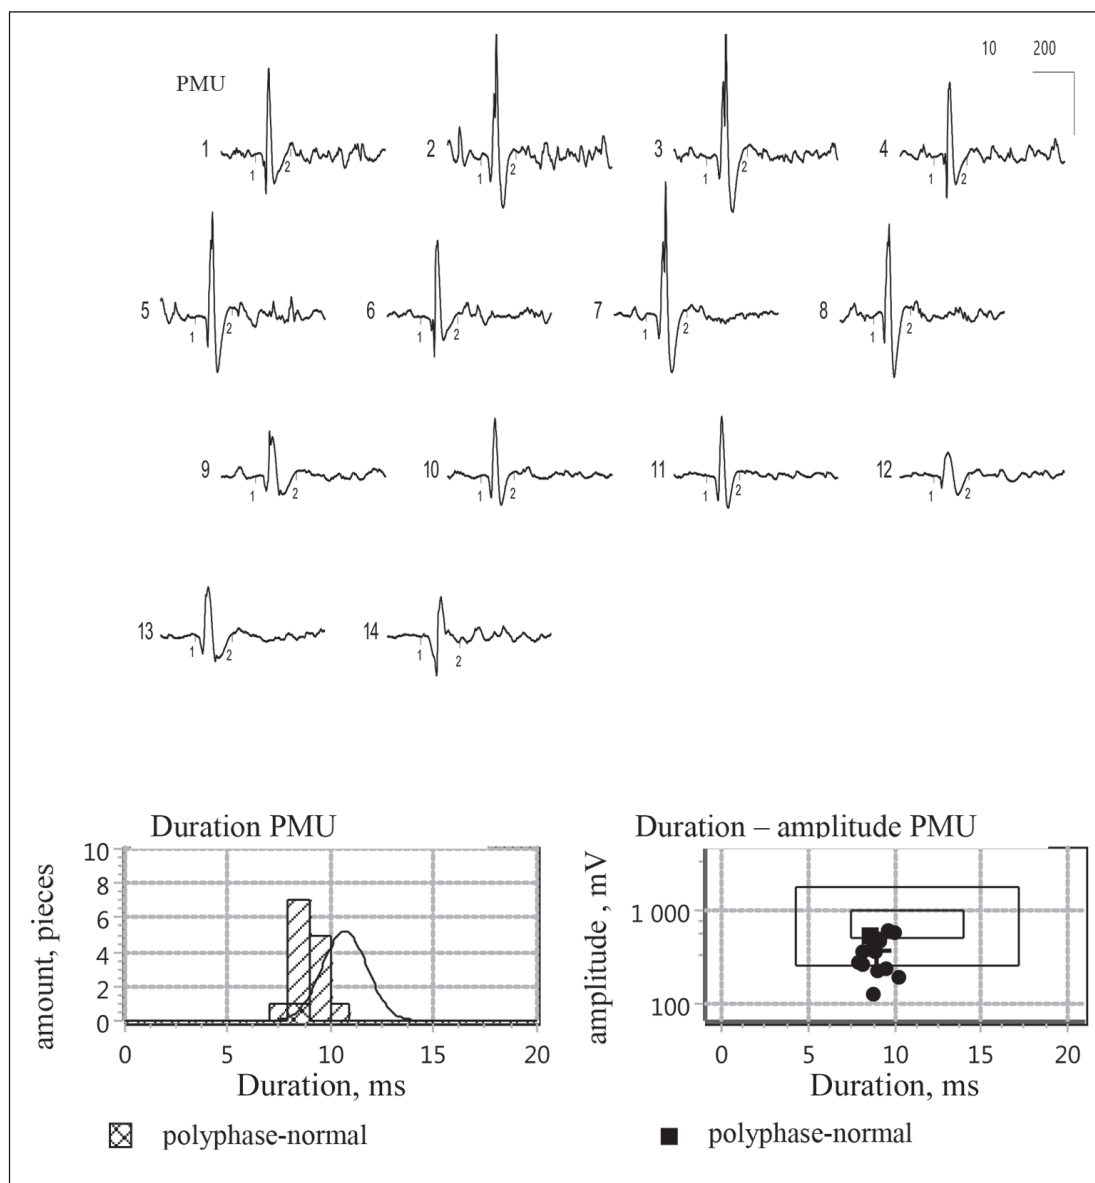 10 200
PMU
1 1 2
2 1 2
3 1 2
4 1 2
5 1 2
6 1 2
7 1 2
8 1 2
9 1 2
10 1 2
11 1 2
12 1 2
13 1 2
14 1 2
Duration PMU
amount, pieces
10
8
6
4
2
0
0 5 10 15 20
Duration, ms
polyphase-normal
Duration – amplitude PMU
amplitude , mV
1 000
100
0 5 10 15 20
Duration, ms
polyphase-normal